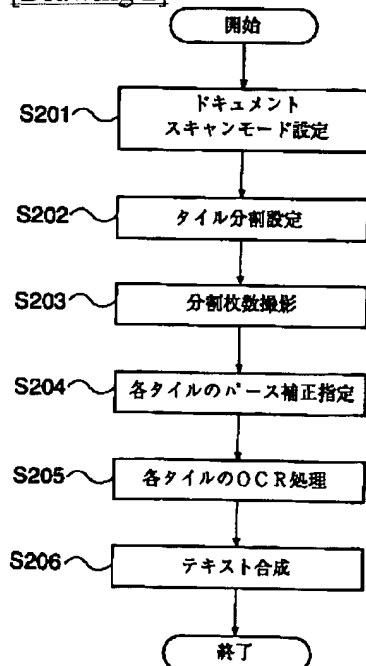 開始
S201
ドキュメント
スキャンモード設定
S202
タイル分割設定
S203
分割枚数撮影
S204
各タイルのパース補正指定
S205
各タイルのOCR処理
S206
テキスト合成
終了